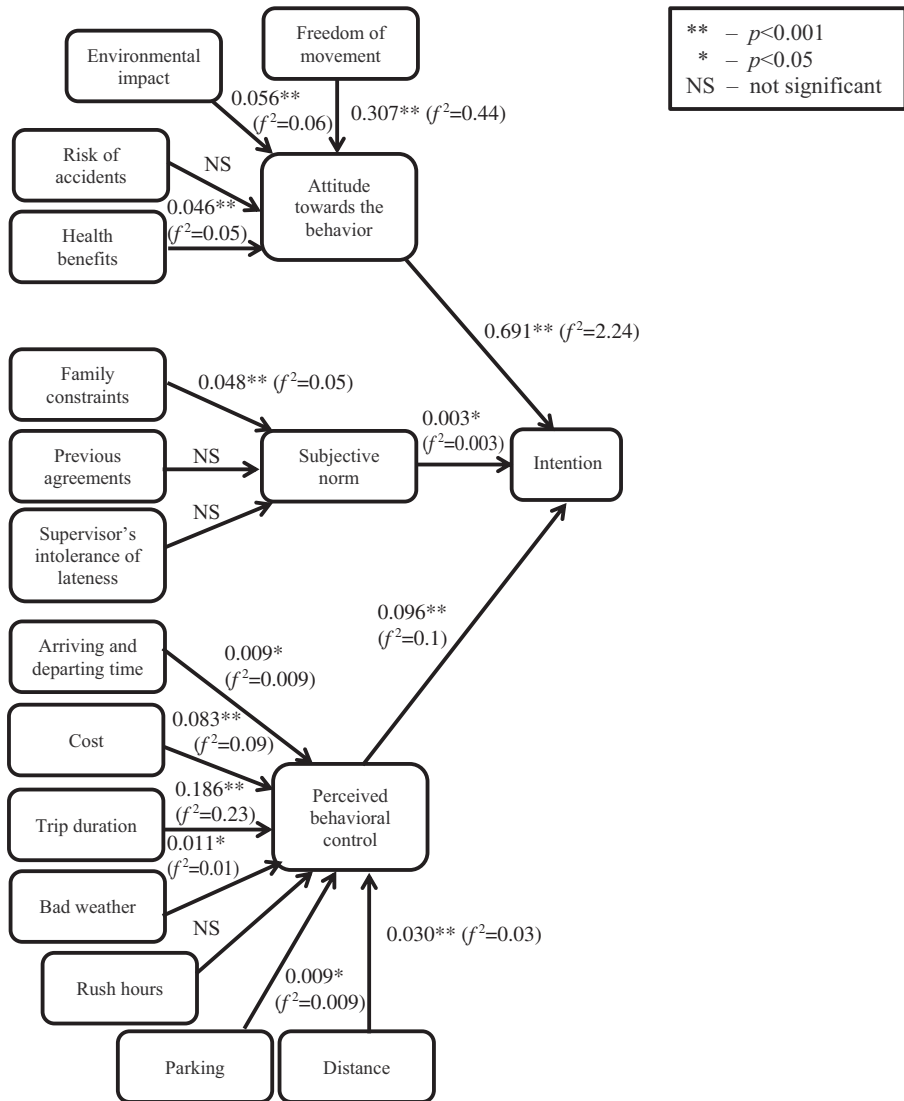 ** – p<0.001
* – p<0.05
NS – not significant
Freedom of
movement
Environmental
impact
0.056**
(f²=0.06)
0.307** (f²=0.44)
Risk of
accidents
NS
Attitude
towards the
behavior
0.046**
(f²=0.05)
Health
benefits
0.691** (f²=2.24)
Family
constraints
0.048** (f²=0.05)
Previous
agreements
NS
Subjective
norm
0.003*
(f²=0.003)
Intention
NS
Supervisor’s
intolerance of
lateness
0.096**
(f²=0.1)
Arriving and
departing time
0.009*
(f²=0.009)
Cost
0.083**
(f²=0.09)
Trip duration
0.186**
(f²=0.23)
Perceived
behavioral
control
0.011*
(f²=0.01)
Bad weather
NS
0.030** (f²=0.03)
Rush hours
0.009*
(f²=0.009)
Parking
Distance